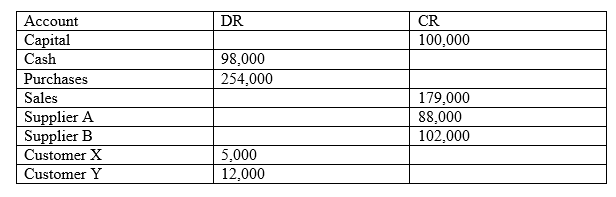 Account DR CR
Capital 100,000
Cash 98,000
Purchases 254,000
Sales 179,000
Supplier A 88,000
Supplier B 102,000
Customer X 5,000
Customer Y 12,000